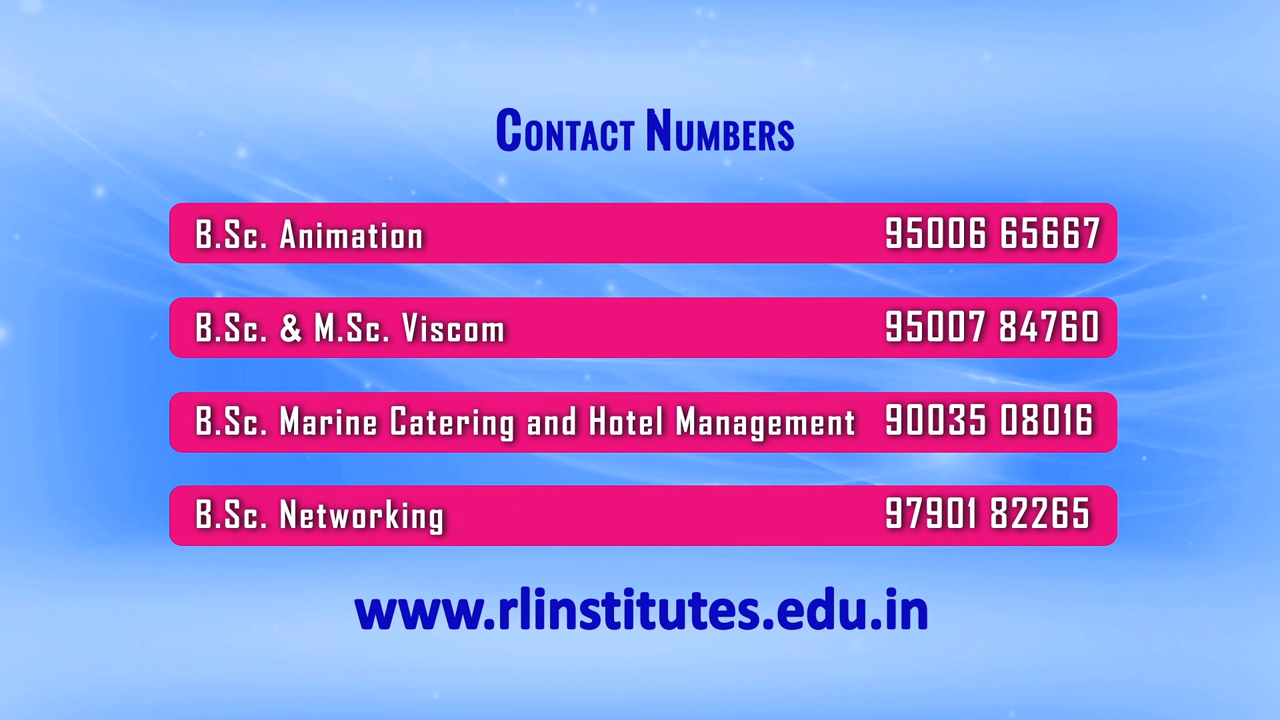 Contact Numbers
B.Sc. Animation 95006 65667
B.Sc. & M.Sc. Viscom 95007 84760
B.Sc. Marine Catering and Hotel Management 90035 08016
B.Sc. Networking 97901 82265
www.rlinstitutes.edu.in